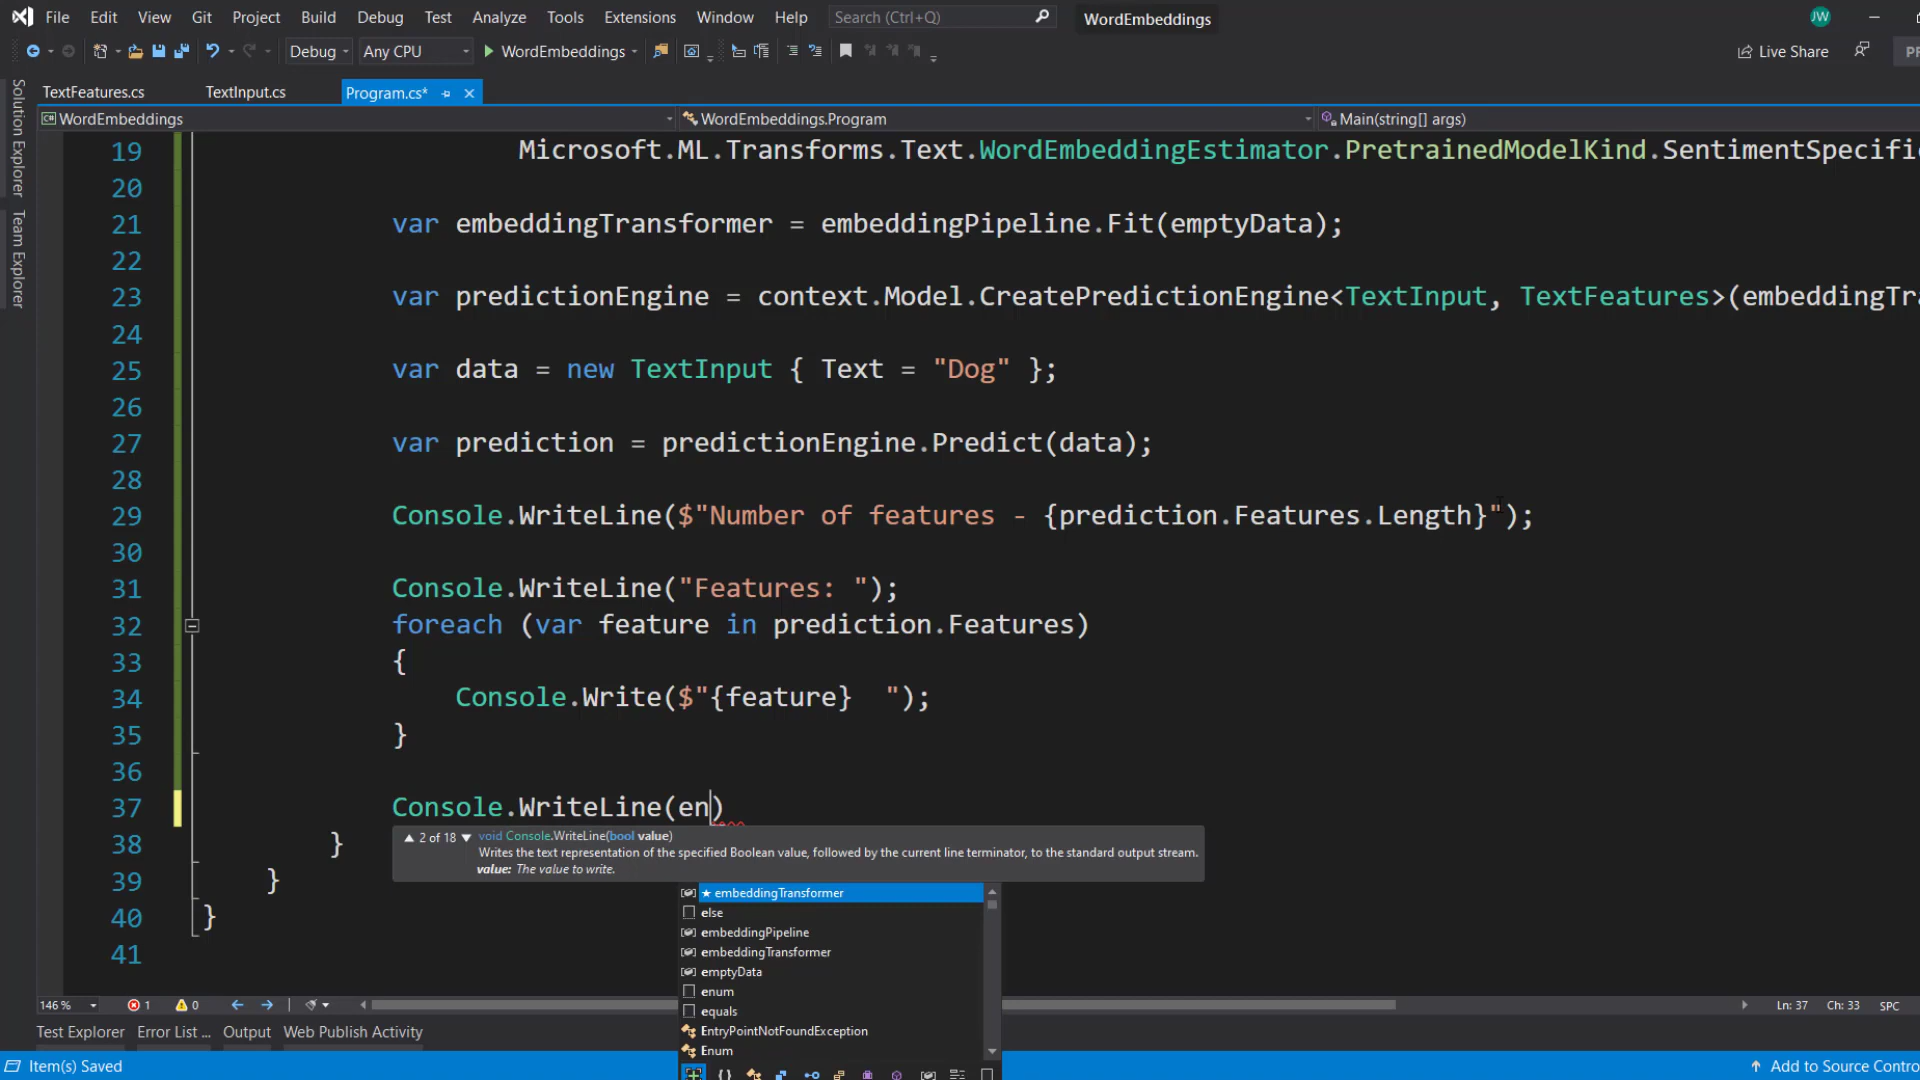 File Edit View Git Project Build Debug Test Analyze Tools Extensions Window Help Search (Ctrl+Q) WordEmbeddings JW
Debug Any CPU WordEmbeddings Live Share PR
TextFeatures.cs TextInput.cs Program.cs*
WordEmbeddings WordEmbeddings.Program Main(string[] args)
Solution Explorer
Team Explorer
19 Microsoft.ML.Transforms.Text.WordEmbeddingEstimator.PretrainedModelKind.SentimentSpecific
20
21 var embeddingTransformer = embeddingPipeline.Fit(emptyData);
22
23 var predictionEngine = context.Model.CreatePredictionEngine<TextInput, TextFeatures>(embeddingTra
24
25 var data = new TextInput { Text = "Dog" };
26
27 var prediction = predictionEngine.Predict(data);
28
29 Console.WriteLine($"Number of features - {prediction.Features.Length}");
30
31 Console.WriteLine("Features: ");
32 foreach (var feature in prediction.Features)
33 {
34 Console.Write($"{feature}  ");
35 }
36
37 Console.WriteLine(en)
2 of 18 void Console.WriteLine(bool value)
Writes the text representation of the specified Boolean value, followed by the current line terminator, to the standard output stream.
value: The value to write.
38 }
39 }
40 }
41
★ embeddingTransformer
else
embeddingPipeline
embeddingTransformer
emptyData
enum
equals
EntryPointNotFoundException
Enum
146 % 1 0 Ln: 37 Ch: 33 SPC
Test Explorer Error List ... Output Web Publish Activity
Item(s) Saved Add to Source Contro